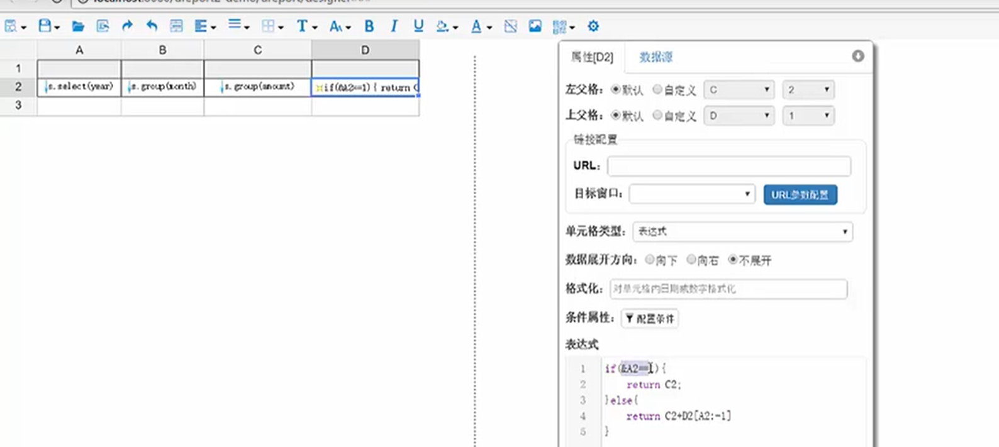 T A B I U A
A B C D
1
2 s.select(year) s.group(month) s.group(amount) if(&A2==1){ return C
3
属性[D2] 数据源
左父格: 默认 自定义 C 2
上父格: 默认 自定义 D 1
链接配置
URL:
目标窗口: URL参数配置
单元格类型: 表达式
数据展开方向: 向下 向右 不展开
格式化: 对单元格内日期或数字格式化
条件属性: 配置条件
表达式
1 if(&A2==1){
2 return C2;
3 }else{
4 return C2+D2[A2:-1]
5 }